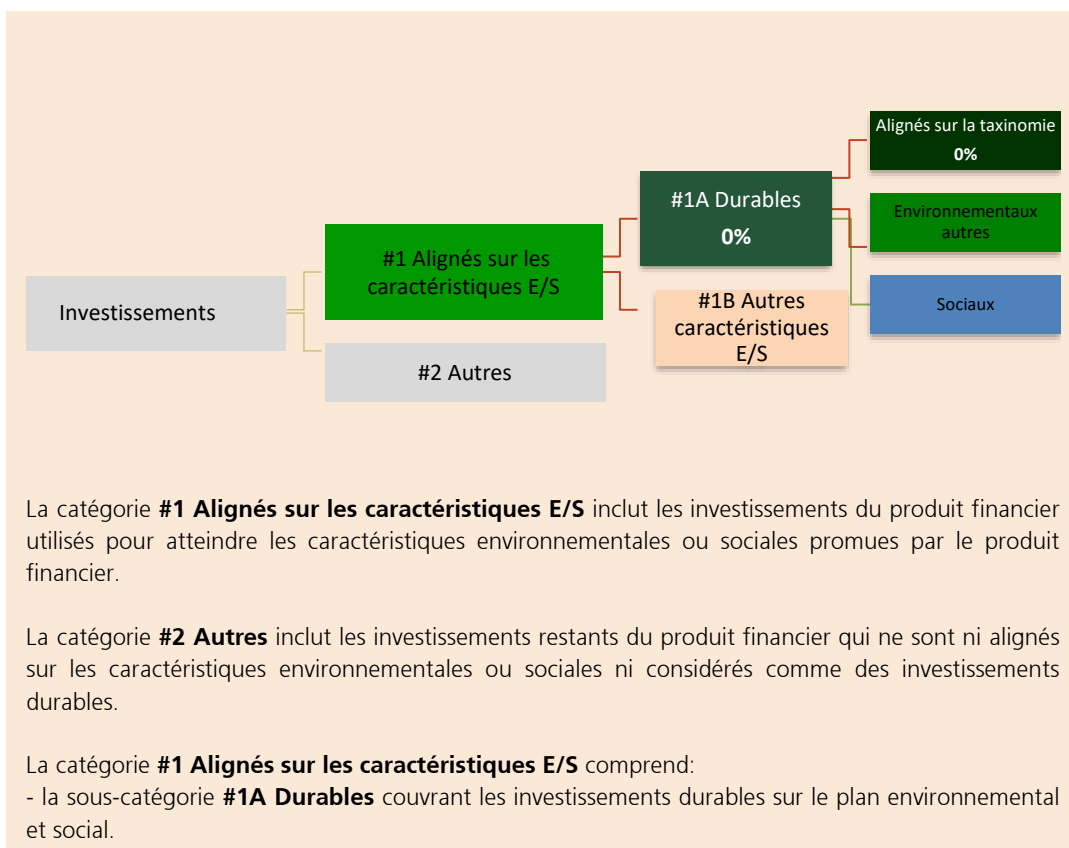 Alignés sur la taxinomie
0%
#1A Durables
0%
Environnementaux
autres
#1 Alignés sur les
caractéristiques E/S
Investissements
#1B Autres
caractéristiques
E/S
Sociaux
#2 Autres
La catégorie #1 Alignés sur les caractéristiques E/S inclut les investissements du produit financier
utilisés pour atteindre les caractéristiques environnementales ou sociales promues par le produit
financier.
La catégorie #2 Autres inclut les investissements restants du produit financier qui ne sont ni alignés
sur les caractéristiques environnementales ou sociales ni considérés comme des investissements
durables.
La catégorie #1 Alignés sur les caractéristiques E/S comprend:
- la sous-catégorie #1A Durables couvrant les investissements durables sur le plan environnemental
et social.